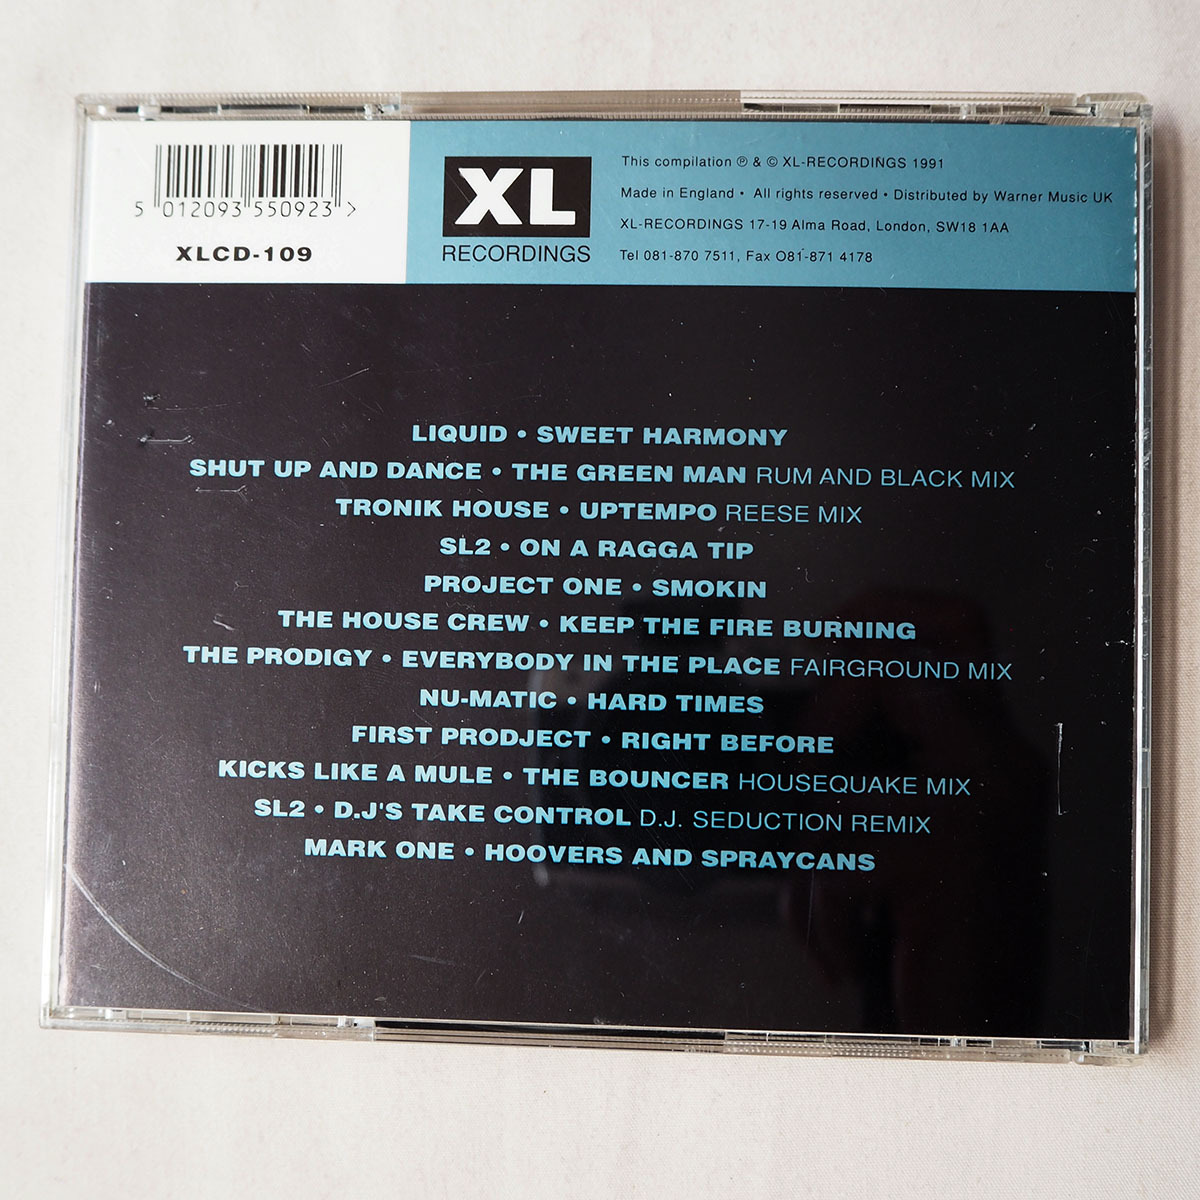 5 012093 550923 >
XLCD-109
XL
RECORDINGS
This compilation ℗ & © XL-RECORDINGS 1991
Made in England • All rights reserved • Distributed by Warner Music UK
XL-RECORDINGS 17-19 Alma Road, London, SW18 1AA
Tel 081-870 7511, Fax O81-871 4178
LIQUID • SWEET HARMONY
SHUT UP AND DANCE • THE GREEN MAN RUM AND BLACK MIX
TRONIK HOUSE • UPTEMPO REESE MIX
SL2 • ON A RAGGA TIP
PROJECT ONE • SMOKIN
THE HOUSE CREW • KEEP THE FIRE BURNING
THE PRODIGY • EVERYBODY IN THE PLACE FAIRGROUND MIX
NU-MATIC • HARD TIMES
FIRST PRODJECT • RIGHT BEFORE
KICKS LIKE A MULE • THE BOUNCER HOUSEQUAKE MIX
SL2 • D.J'S TAKE CONTROL D.J. SEDUCTION REMIX
MARK ONE • HOOVERS AND SPRAYCANS